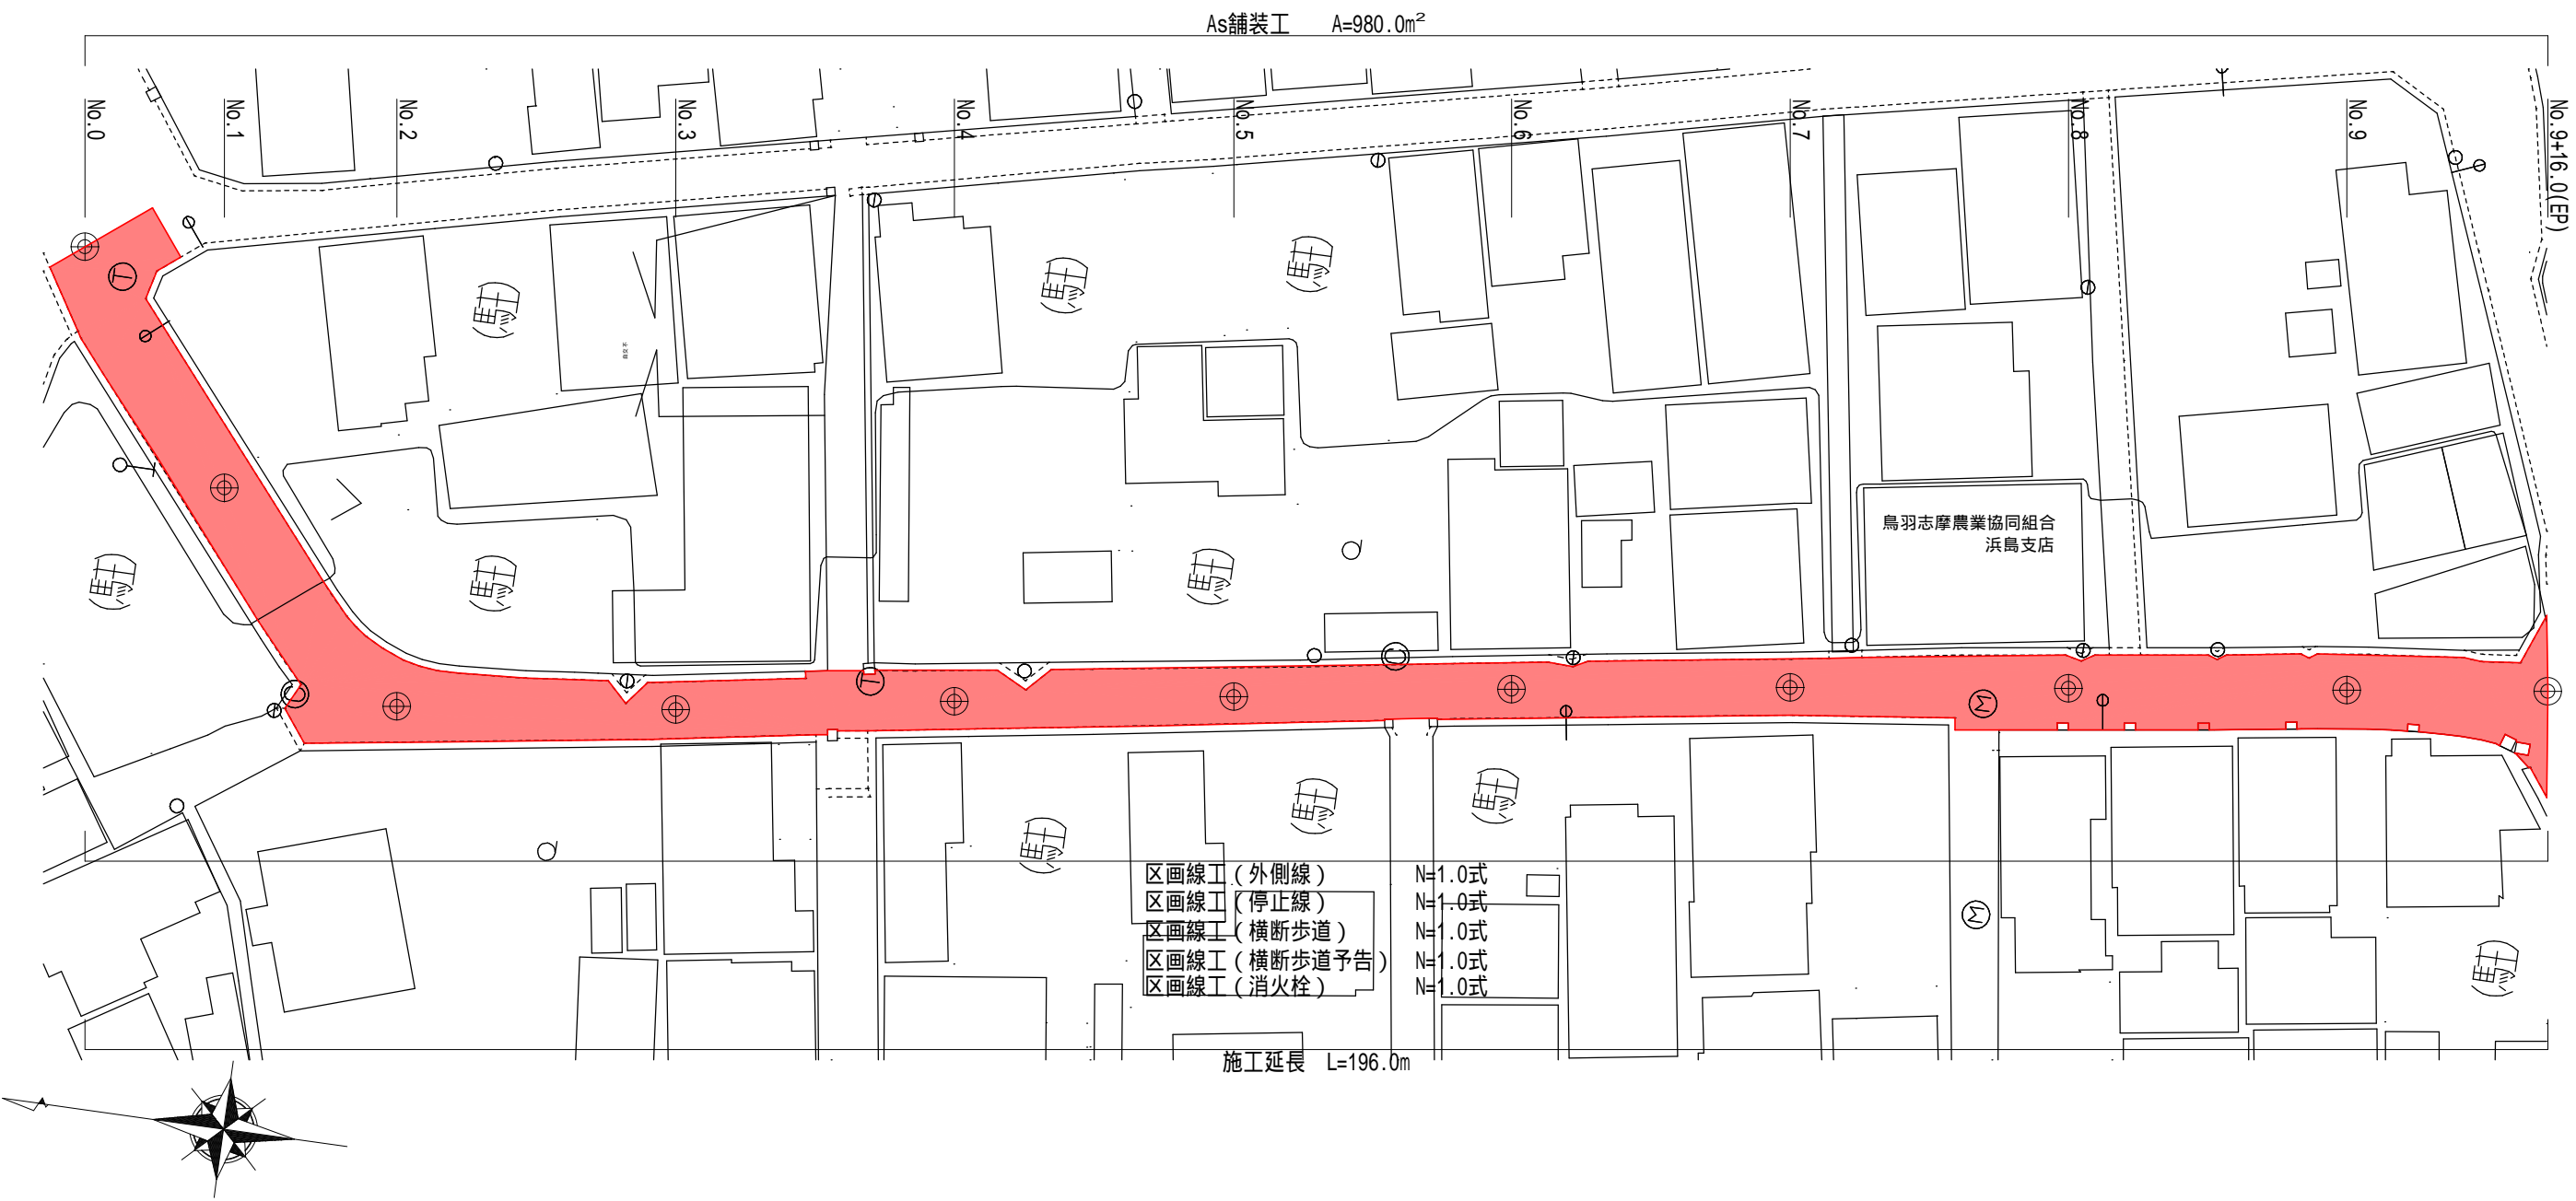 As舗装工 A=980.0m²
No.0
No.1
No.2
No.3
No.4
No.5
No.6
No.7
No.8
No.9
No.9+16.0(EP)
鳥羽志摩農業協同組合
浜島支店
区画線工（外側線） N=1.0式
区画線工（停止線） N=1.0式
区画線工（横断歩道） N=1.0式
区画線工（横断歩道予告） N=1.0式
区画線工（消火栓） N=1.0式
施工延長 L=196.0m